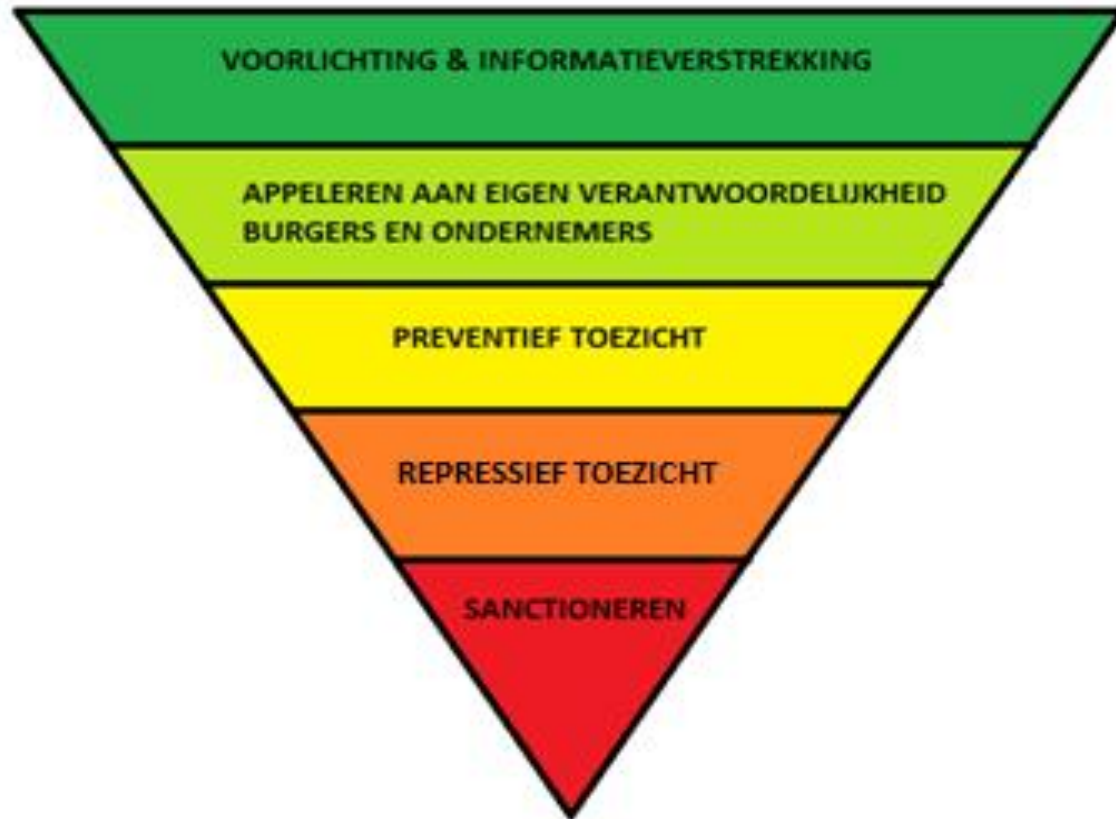 VOORLICHTING & INFORMATIEVERSTREKKING
APPELEREN AAN EIGEN VERANTWOORDELIJKHEID
BURGERS EN ONDERNEMERS
PREVENTIEF TOEZICHT
REPRESSIEF TOEZICHT
SANCTIONEREN